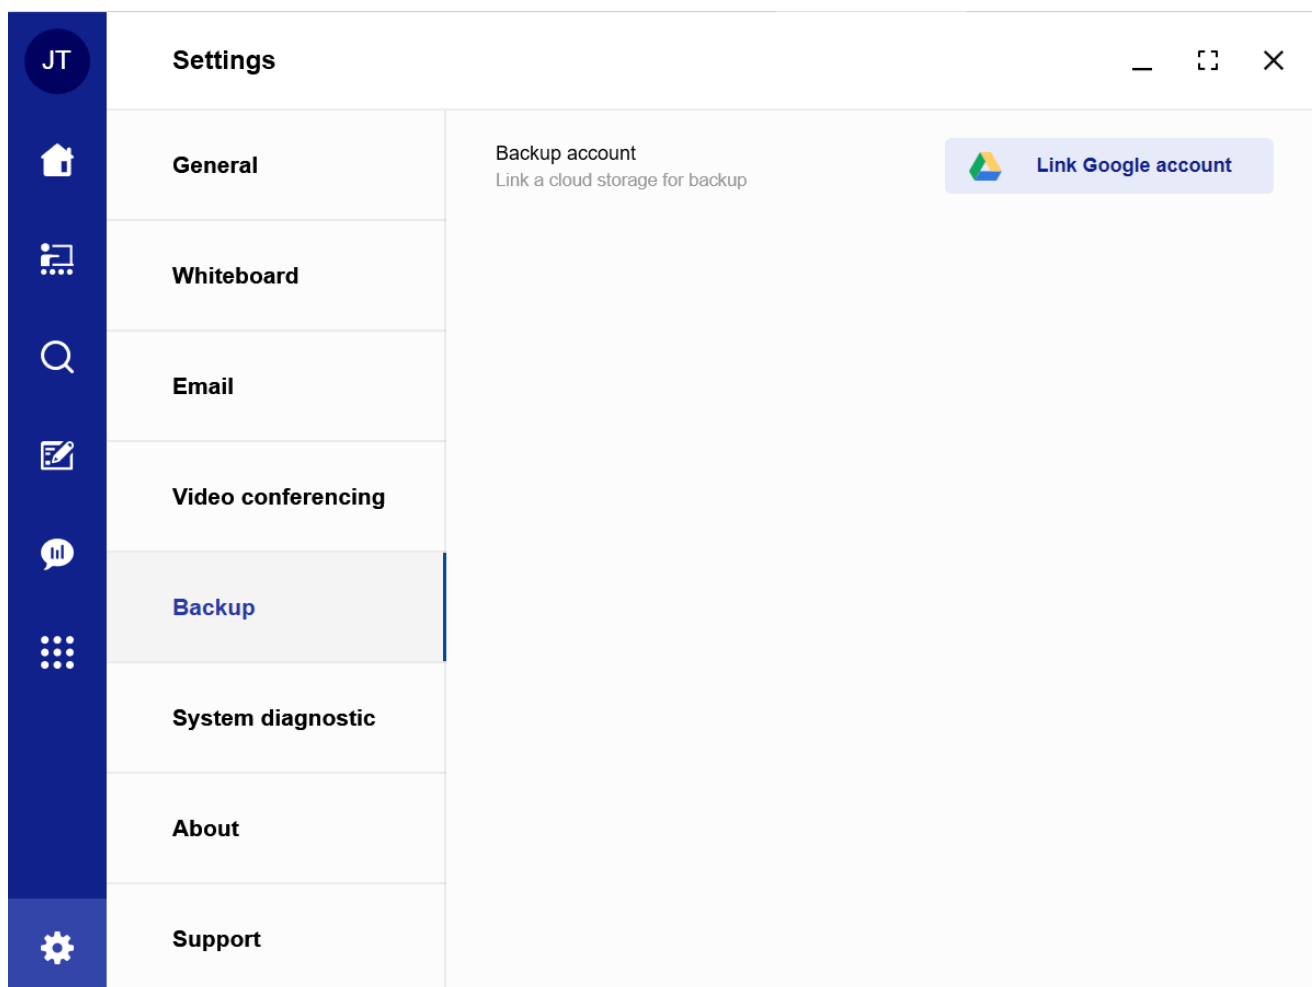 JT
Settings
General
Backup account
Link a cloud storage for backup
Link Google account
Whiteboard
Email
Video conferencing
Backup
System diagnostic
About
Support